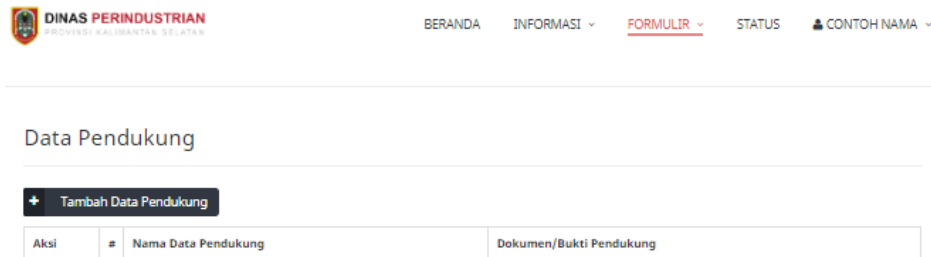 DINAS PERINDUSTRIAN
PROVINSI KALIMANTAN SELATAN
BERANDA INFORMASI FORMULIR STATUS CONTOH NAMA
Data Pendukung
+ Tambah Data Pendukung
Aksi # Nama Data Pendukung Dokumen/Bukti Pendukung